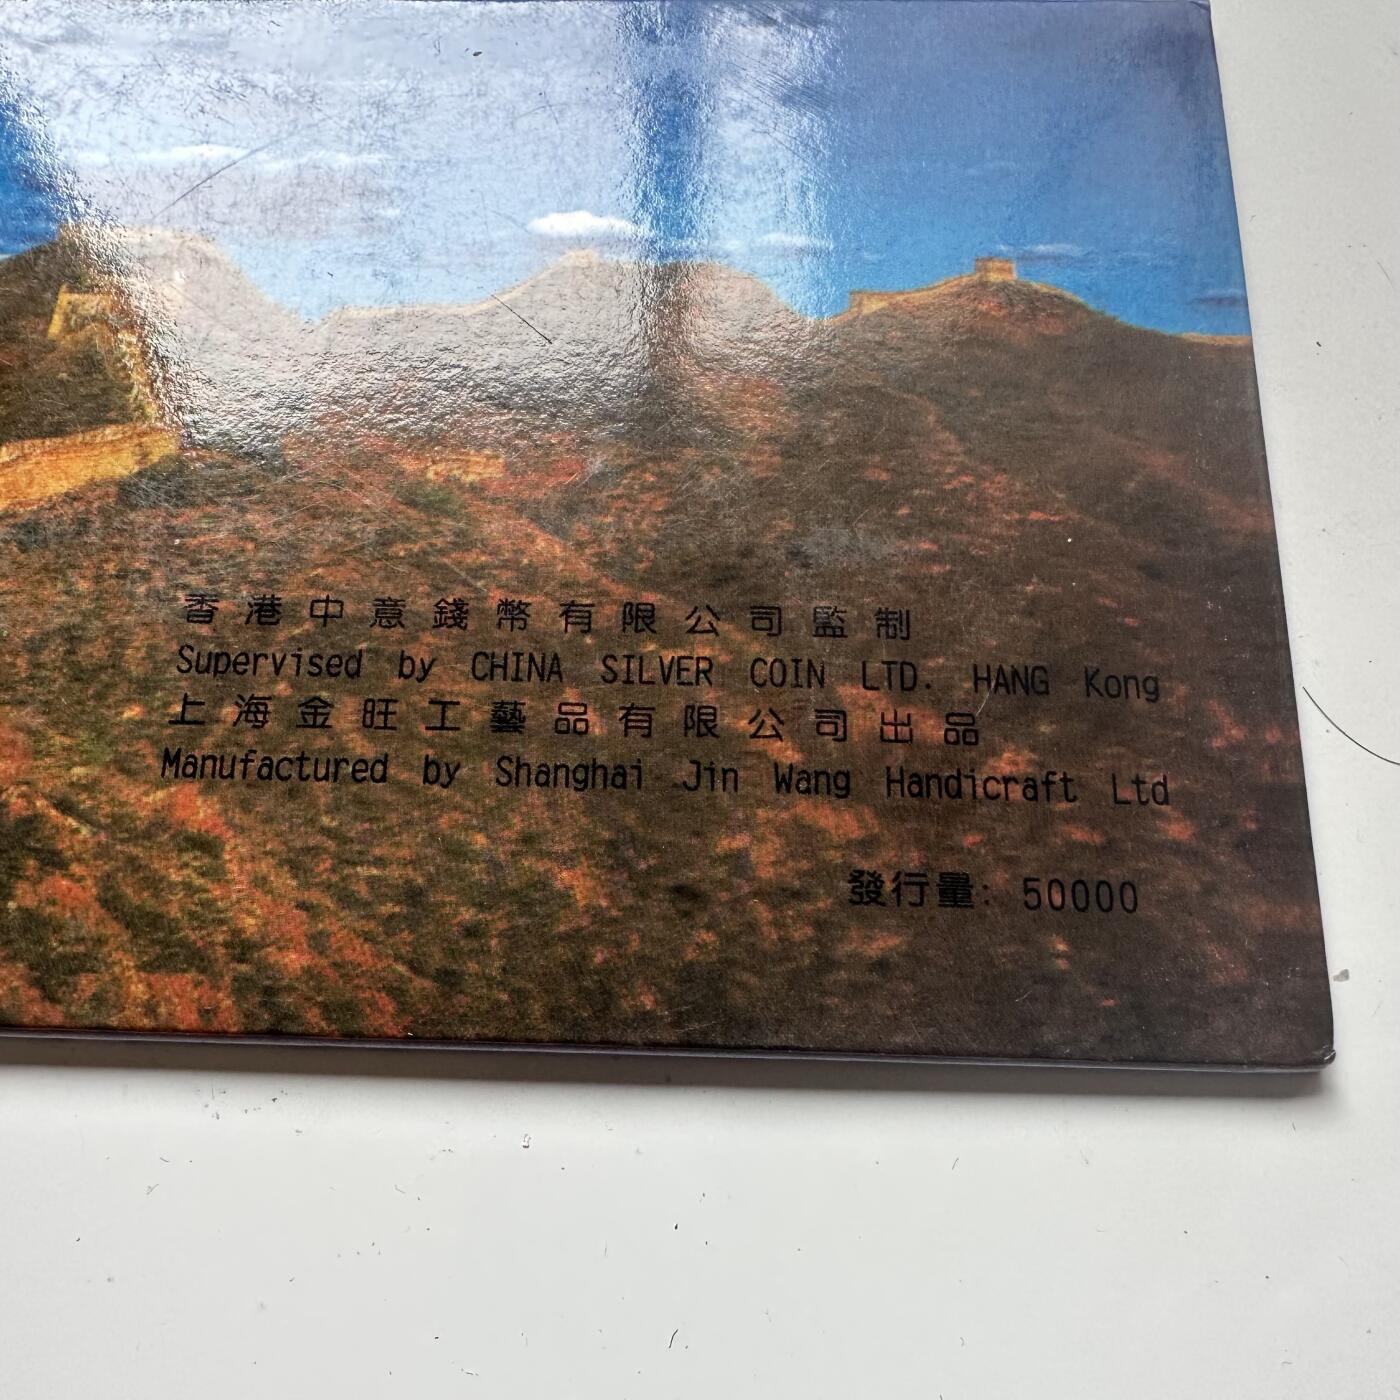 香港中意錢幣有限公司監制
Supervised by CHINA SILVER COIN LTD. HANG Kong
上海金旺工藝品有限公司出品
Manufactured by Shanghai Jin Wang Handicraft Ltd
發行量: 50000